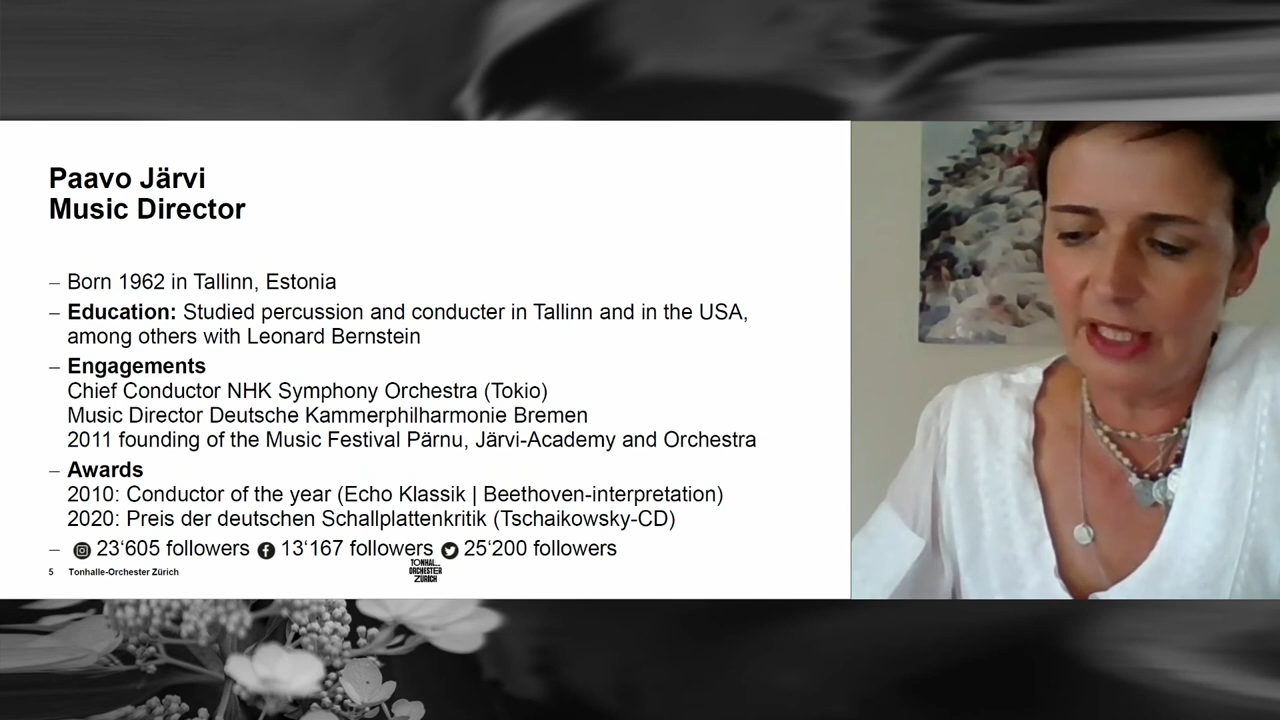 Paavo Järvi
Music Director
– Born 1962 in Tallinn, Estonia
– Education: Studied percussion and conducter in Tallinn and in the USA,
among others with Leonard Bernstein
– Engagements
Chief Conductor NHK Symphony Orchestra (Tokio)
Music Director Deutsche Kammerphilharmonie Bremen
2011 founding of the Music Festival Pärnu, Järvi-Academy and Orchestra
– Awards
2010: Conductor of the year (Echo Klassik | Beethoven-interpretation)
2020: Preis der deutschen Schallplattenkritik (Tschaikowsky-CD)
– 23‘605 followers 13‘167 followers 25‘200 followers
5 Tonhalle-Orchester Zürich
TONHAL...
ORCHESTER
ZÜRICH